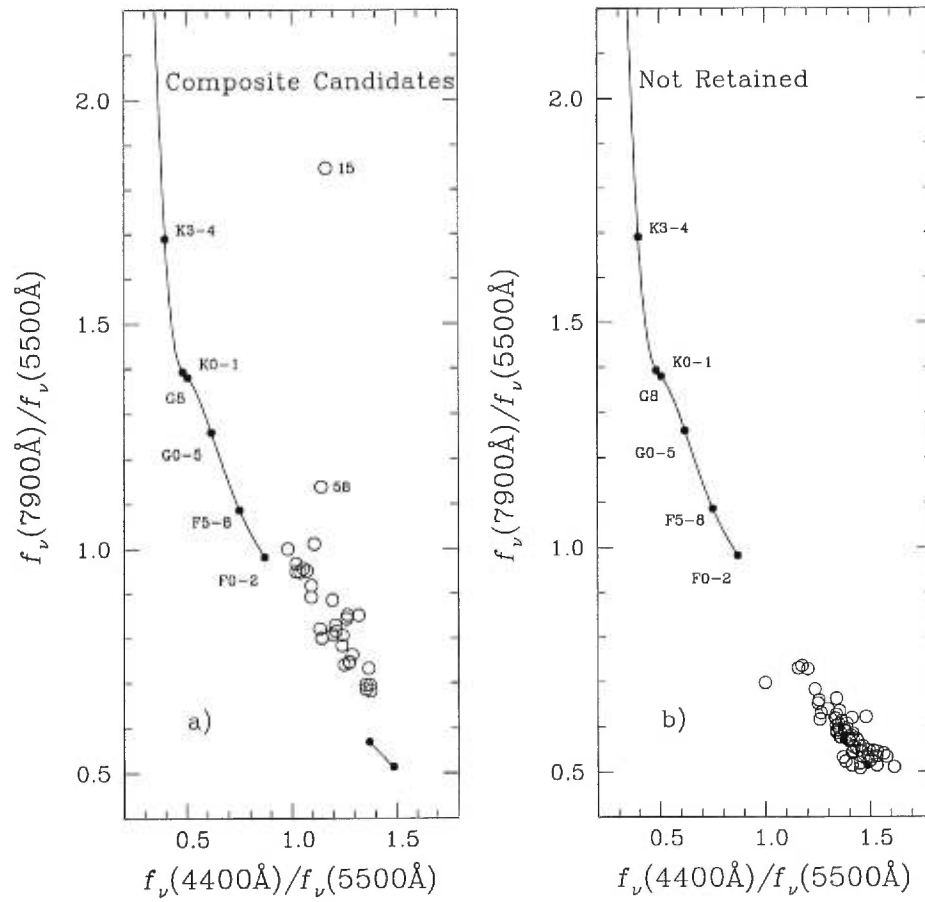 Composite Candidates
2.0
15
K3-4
1.5
K0-1
G8
G0-5
58
F5-8
1.0
F0-2
a)
0.5
0.5 1.0 1.5
f_ν(7900Å)/f_ν(5500Å)
f_ν(4400Å)/f_ν(5500Å)
Not Retained
2.0
K3-4
1.5
K0-1
G8
G0-5
F5-8
1.0
F0-2
b)
0.5
0.5 1.0 1.5
f_ν(7900Å)/f_ν(5500Å)
f_ν(4400Å)/f_ν(5500Å)